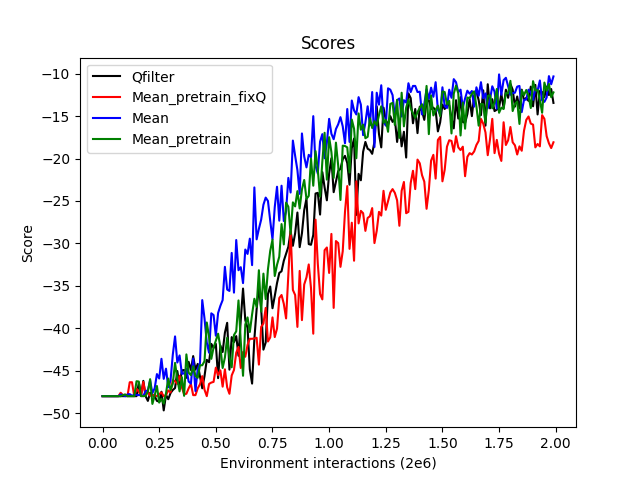 Scores
Qfilter
Mean_pretrain_fixQ
Mean
Mean_pretrain
Score
−10
−15
−20
−25
−30
−35
−40
−45
−50
0.00 0.25 0.50 0.75 1.00 1.25 1.50 1.75 2.00
Environment interactions (2e6)